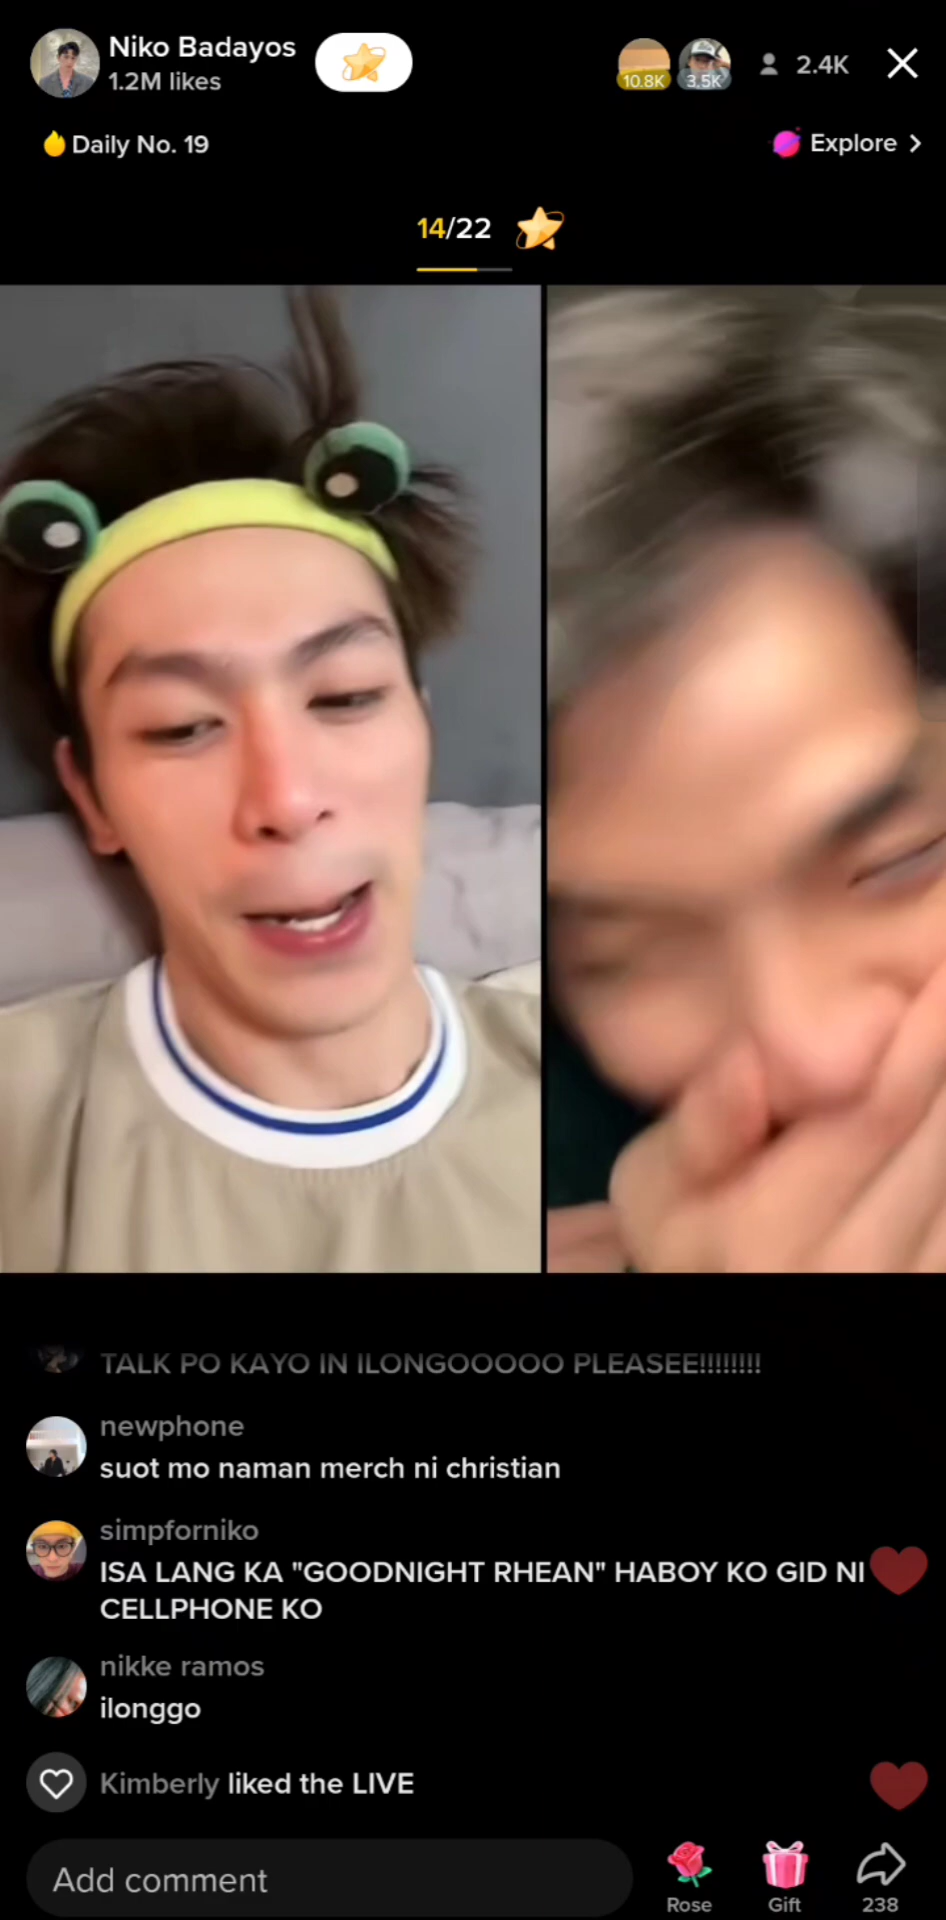 Niko Badayos
1.2M likes
10.8K
3.5K
2.4K
Daily No. 19
Explore >
14/22
TALK PO KAYO IN ILONGOOOOO PLEASEE!!!!!!!!
newphone
suot mo naman merch ni christian
simpforniko
ISA LANG KA "GOODNIGHT RHEAN" HABOY KO GID NI
CELLPHONE KO
nikke ramos
ilonggo
Kimberly liked the LIVE
Add comment
Rose
Gift
238